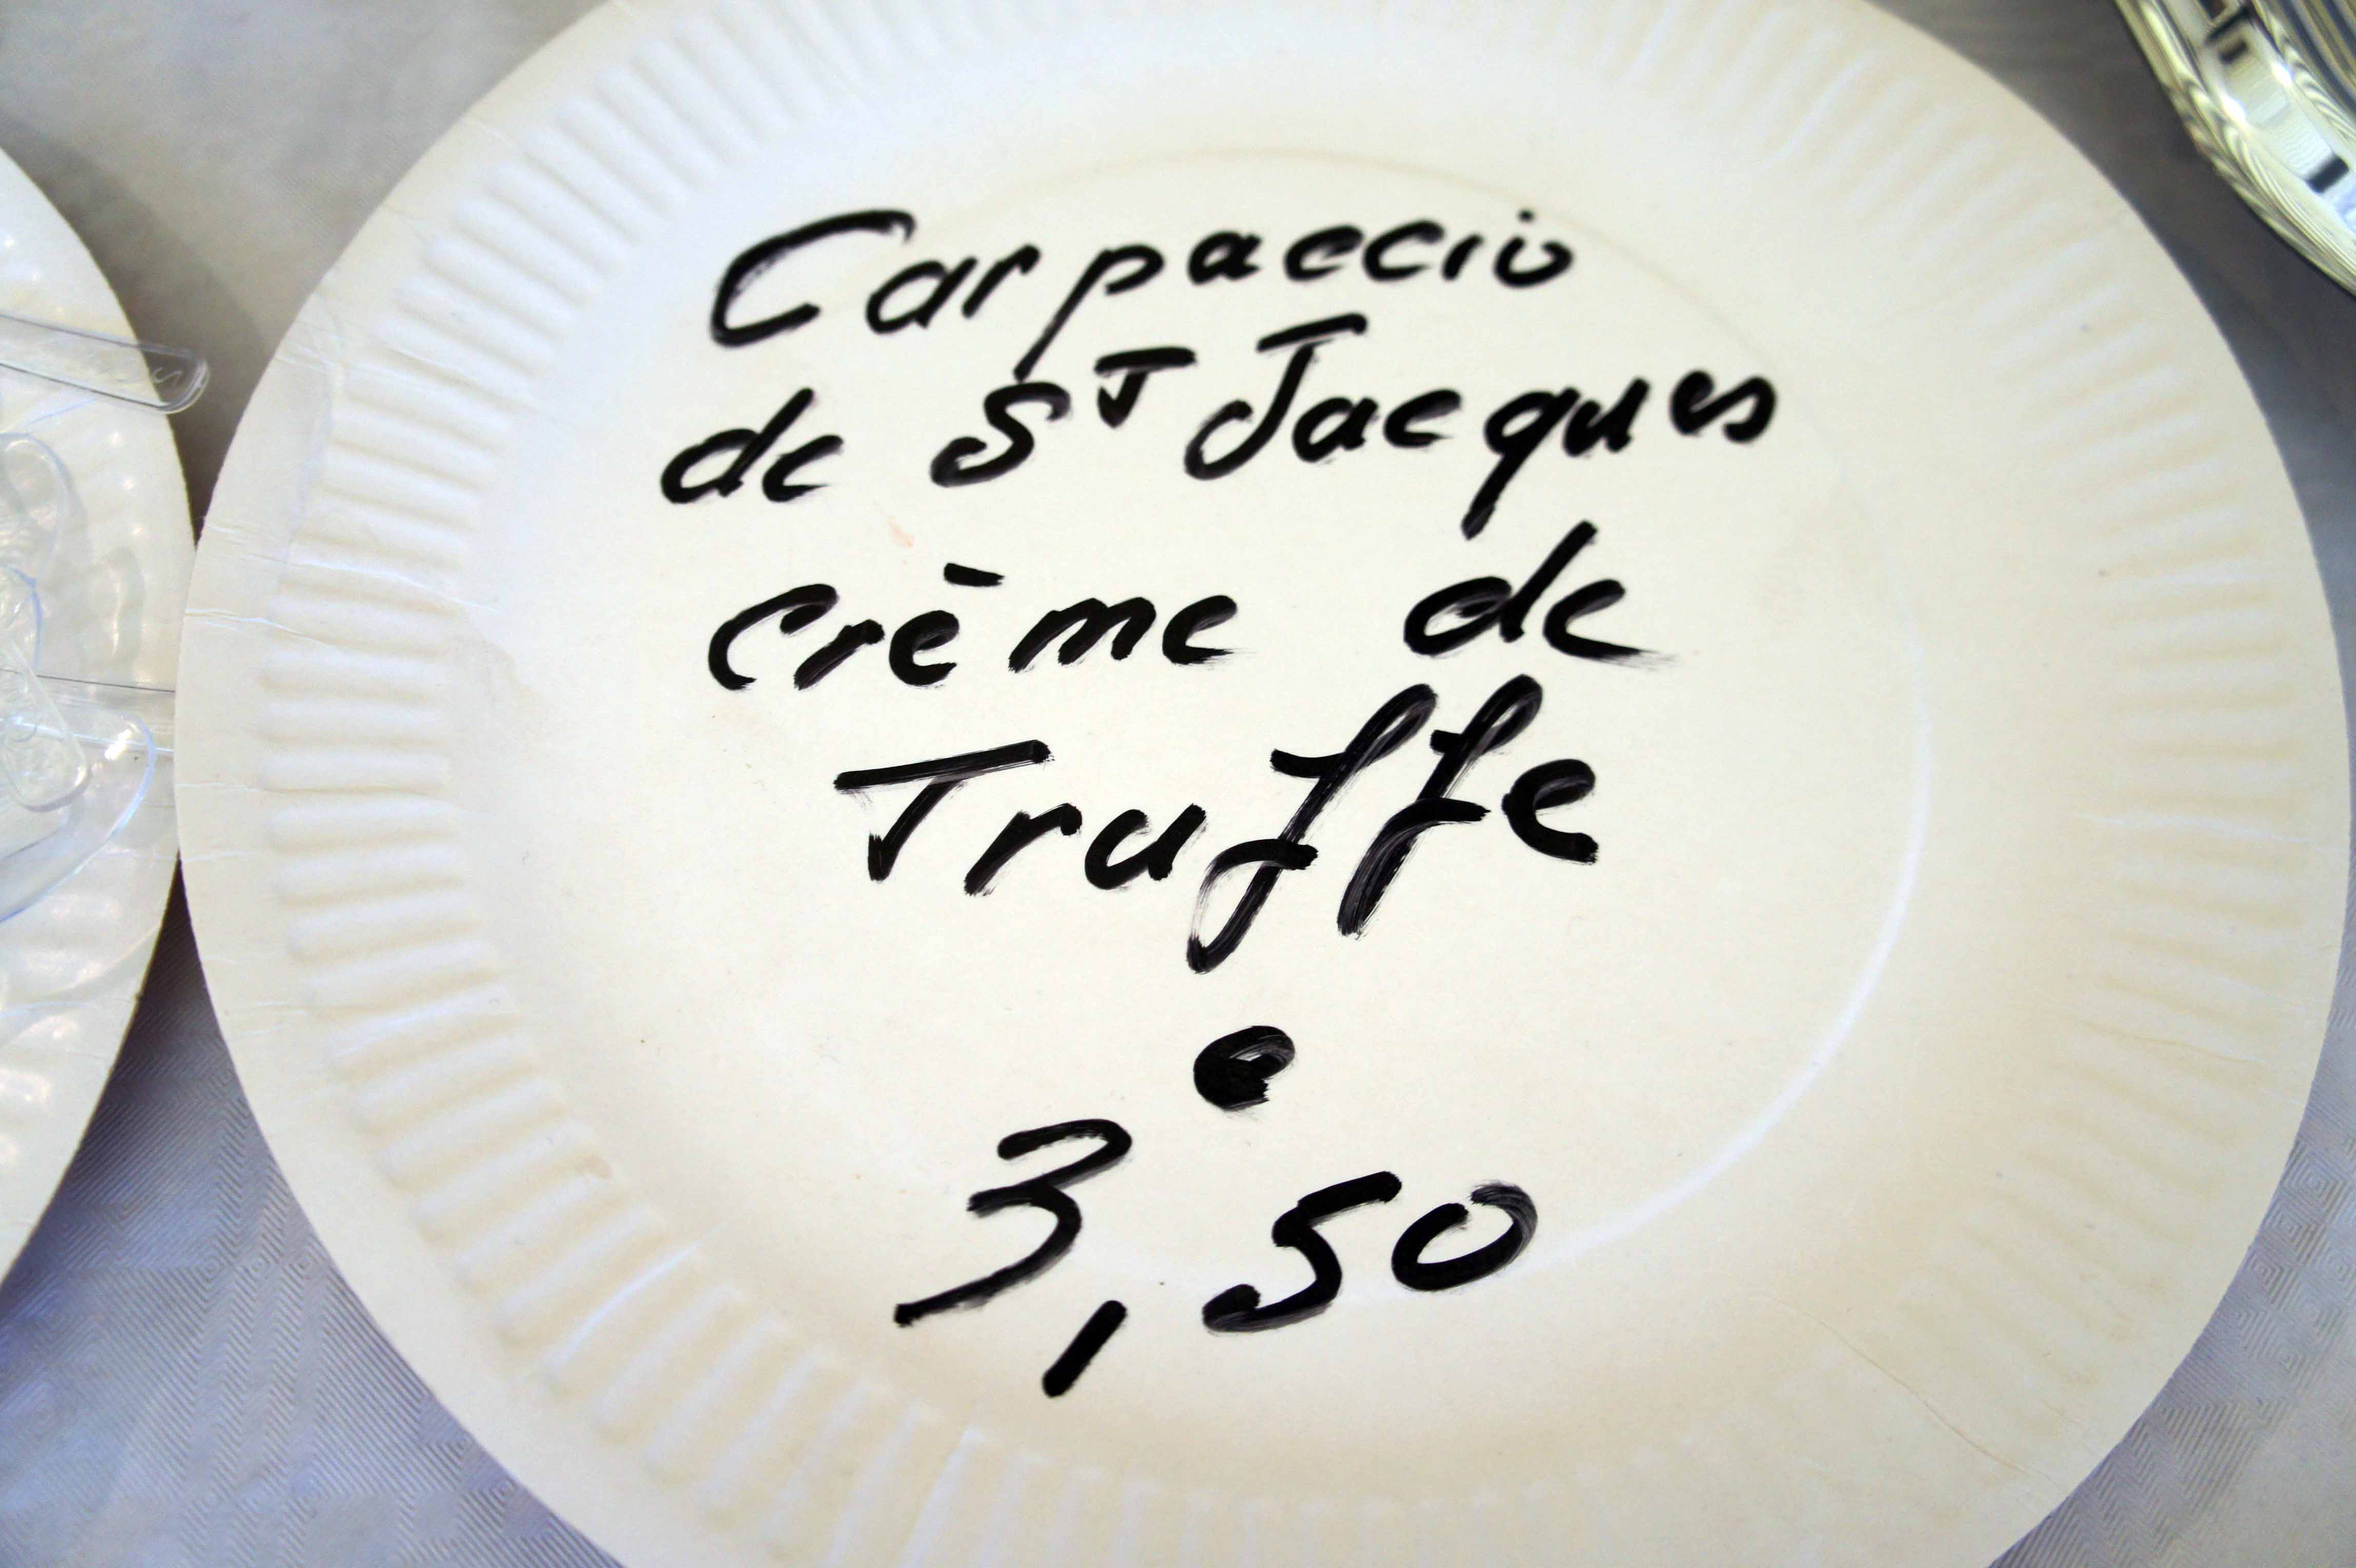 Carpaccio
de ST Jacques
crème de
Truffe
•
3,50